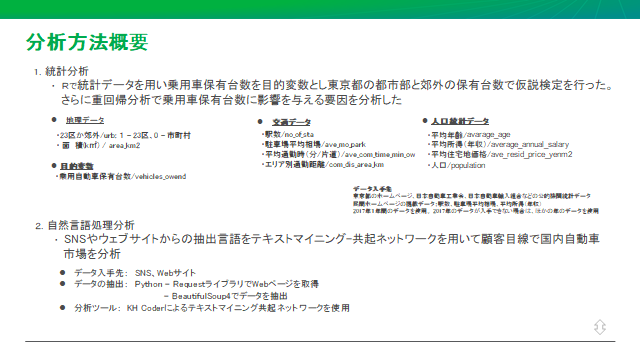 分析方法概要
1. 統計分析
・ Rで統計データを用い乗用車保有台数を目的変数とし東京都の都市部と郊外の保有台数で仮説検定を行った。
さらに重回帰分析で乗用車保有台数に影響を与える要因を分析した
● 地理データ
・23区か郊外/urb; 1 – 23区、0 – 市町村
・面 積(k㎡) / area_km2
● 目的変数
・乗用自動車保有台数/vehicles_owend
● 交通データ
・駅数/no_of_sta
・駐車場平均相場/ave_mo_park
・平均通勤時（分/片道）/ave_com_time_min_ow
・エリア別通勤距離/com_dis_area_km
● 人口統計データ
・平均年齢/avarage_age
・平均所得（年収）/average_annual_salary
・平均住宅地価格/ave_resid_price_yenm2
・人口/population
データ入手先
東京都のホームページ、日本自動車工業会、日本自動車輸入組合などの公的機関統計データ
民間ホームページの掲載データ：駅数、駐車場平均相場、平均所得（年収）
2017年1年間のデータを使用。2017年のデータが入手できない場合は、ほかの年のデータを使用
2. 自然言語処理分析
・ SNSやウェブサイトからの抽出言語をテキストマイニング–共起ネットワークを用いて顧客目線で国内自動車
市場を分析
● データ入手先： SNS、Webサイト
● データの抽出： Python – RequestライブラリでWebページを取得
– BeautifulSoup4でデータを抽出
● 分析ツール： KH Coderによるテキストマイニング共起ネットワークを使用